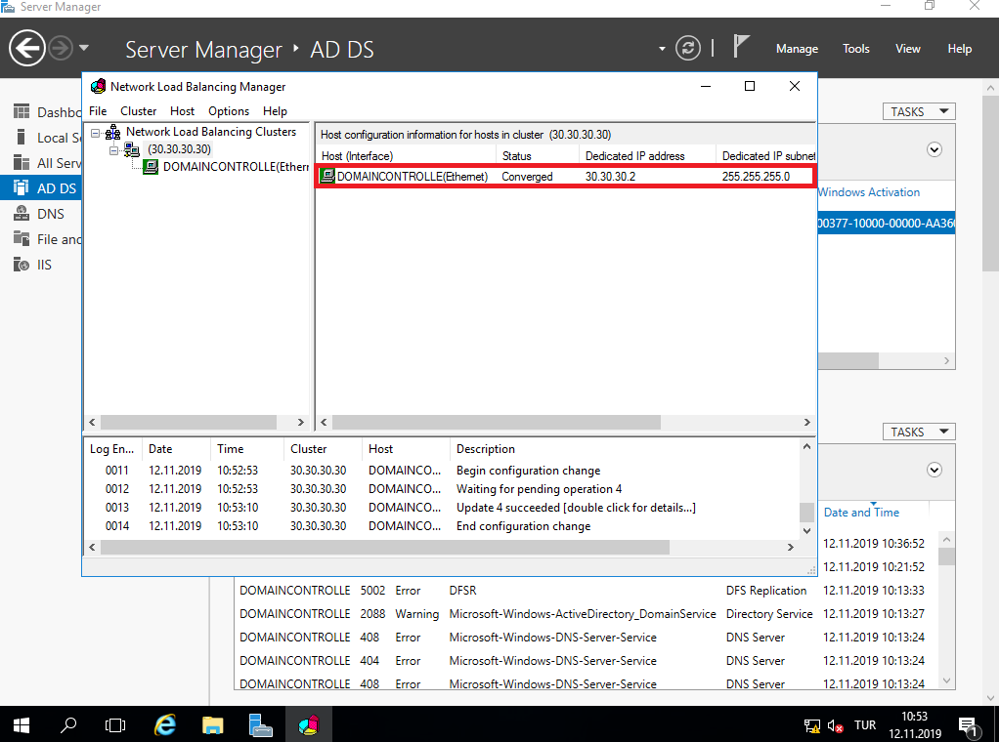 Server Manager
Server Manager ‣ AD DS
Manage Tools View Help
Network Load Balancing Manager
File Cluster Host Options Help
Dashbo
Local Se
All Serv
AD DS
DNS
File and
IIS
Network Load Balancing Clusters
(30.30.30.30)
DOMAINCONTROLLE(Ethern
Host configuration information for hosts in cluster (30.30.30.30)
Host (Interface) Status Dedicated IP address Dedicated IP subnet
DOMAINCONTROLLE(Ethernet) Converged 30.30.30.2 255.255.255.0
TASKS
Windows Activation
00377-10000-00000-AA360
Log En... Date Time Cluster Host Description
0011 12.11.2019 10:52:53 30.30.30.30 DOMAINCO... Begin configuration change
0012 12.11.2019 10:52:53 30.30.30.30 DOMAINCO... Waiting for pending operation 4
0013 12.11.2019 10:53:10 30.30.30.30 DOMAINCO... Update 4 succeeded [double click for details...]
0014 12.11.2019 10:53:10 30.30.30.30 DOMAINCO... End configuration change
TASKS
Date and Time
12.11.2019 10:36:52
12.11.2019 10:21:52
DOMAINCONTROLLE 5002 Error DFSR DFS Replication 12.11.2019 10:13:33
DOMAINCONTROLLE 2088 Warning Microsoft-Windows-ActiveDirectory_DomainService Directory Service 12.11.2019 10:13:27
DOMAINCONTROLLE 408 Error Microsoft-Windows-DNS-Server-Service DNS Server 12.11.2019 10:13:24
DOMAINCONTROLLE 404 Error Microsoft-Windows-DNS-Server-Service DNS Server 12.11.2019 10:13:24
DOMAINCONTROLLE 408 Error Microsoft-Windows-DNS-Server-Service DNS Server 12.11.2019 10:13:24
TUR
10:53
12.11.2019
1